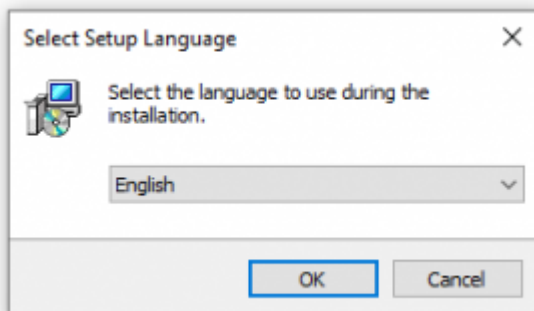 Select Setup Language
Select the language to use during the
installation.
English
OK
Cancel